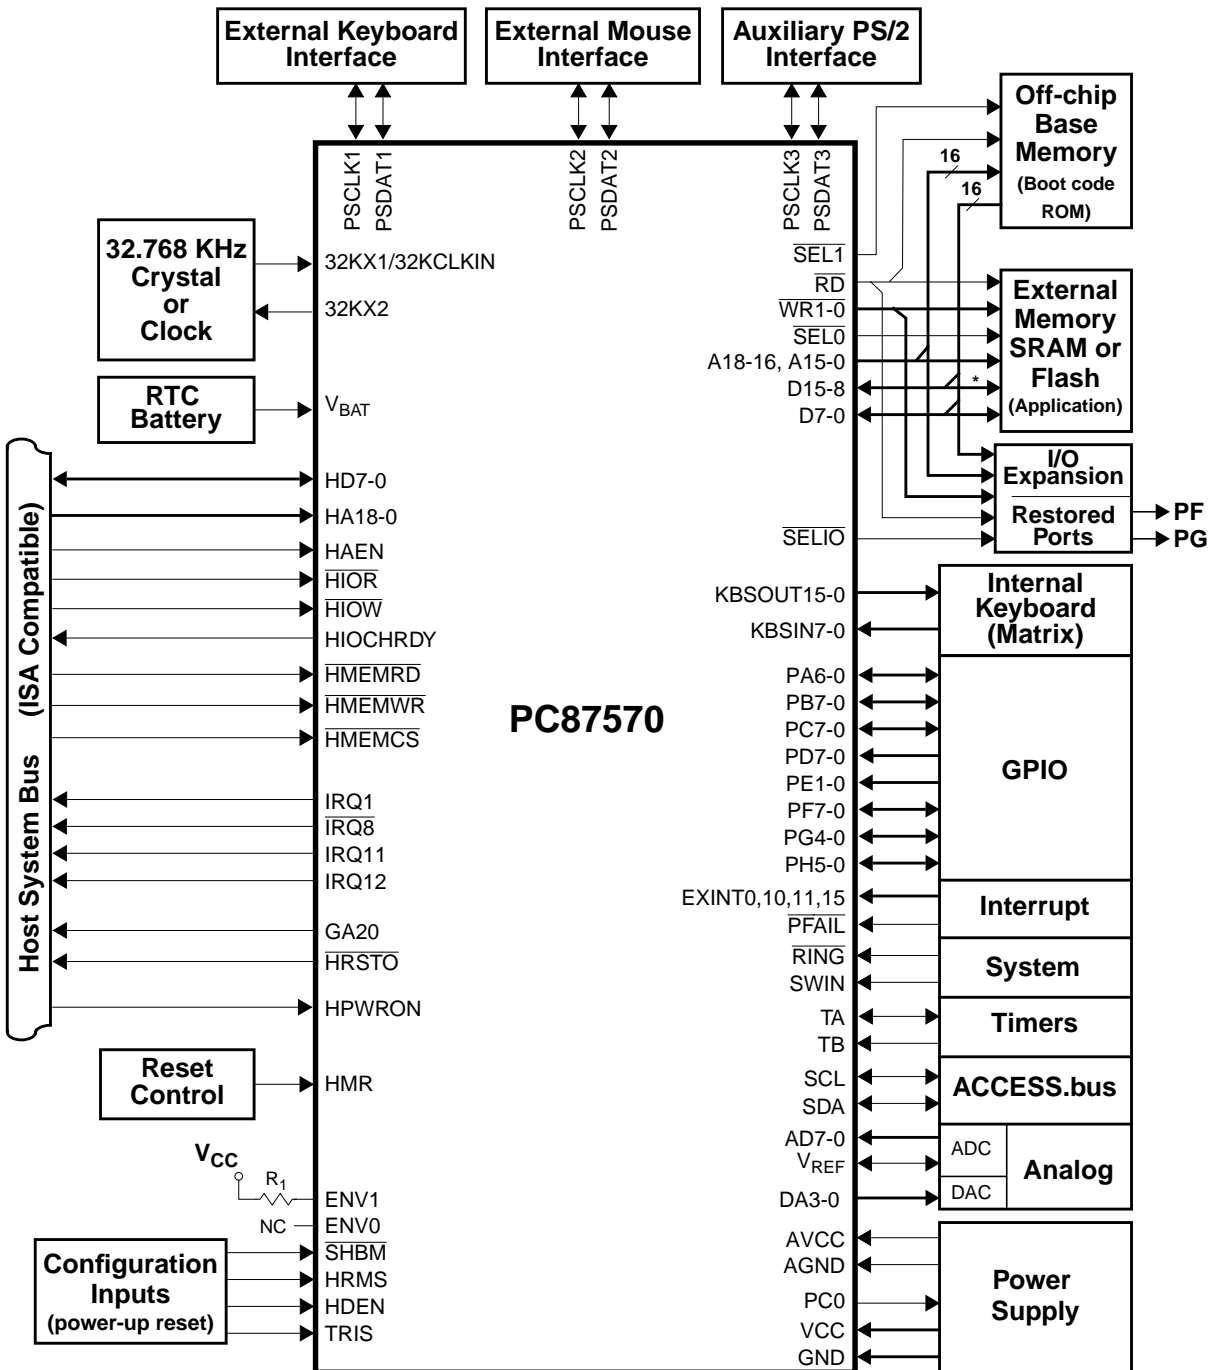 External Keyboard
Interface
External Mouse
Interface
Auxiliary PS/2
Interface
PSCLK1
PSDAT1
PSCLK2
PSDAT2
PSCLK3
PSDAT3
Off-chip
Base
Memory
(Boot code
ROM)
16
16
32.768 KHz
Crystal
or
Clock
32KX1/32KCLKIN
32KX2
RTC
Battery
VBAT
SEL1
RD
WR1-0
SEL0
A18-16, A15-0
D15-8
D7-0
*
External
Memory
SRAM or
Flash
(Application)
I/O
Expansion
Restored
Ports
PF
PG
SELIO
Host System Bus (ISA Compatible)
HD7-0
HA18-0
HAEN
HIOR
HIOW
HIOCHRDY
HMEMRD
HMEMWR
HMEMCS
IRQ1
IRQ8
IRQ11
IRQ12
GA20
HRSTO
HPWRON
PC87570
KBSOUT15-0
KBSIN7-0
Internal
Keyboard
(Matrix)
PA6-0
PB7-0
PC7-0
PD7-0
PE1-0
PF7-0
PG4-0
PH5-0
GPIO
EXINT0,10,11,15
PFAIL
Interrupt
RING
SWIN
System
TA
TB
Timers
SCL
SDA
ACCESS.bus
AD7-0
VREF
DA3-0
ADC
DAC
Analog
Reset
Control
HMR
VCC
R1
ENV1
NC
ENV0
Configuration
Inputs
(power-up reset)
SHBM
HRMS
HDEN
TRIS
AVCC
AGND
PC0
VCC
GND
Power
Supply